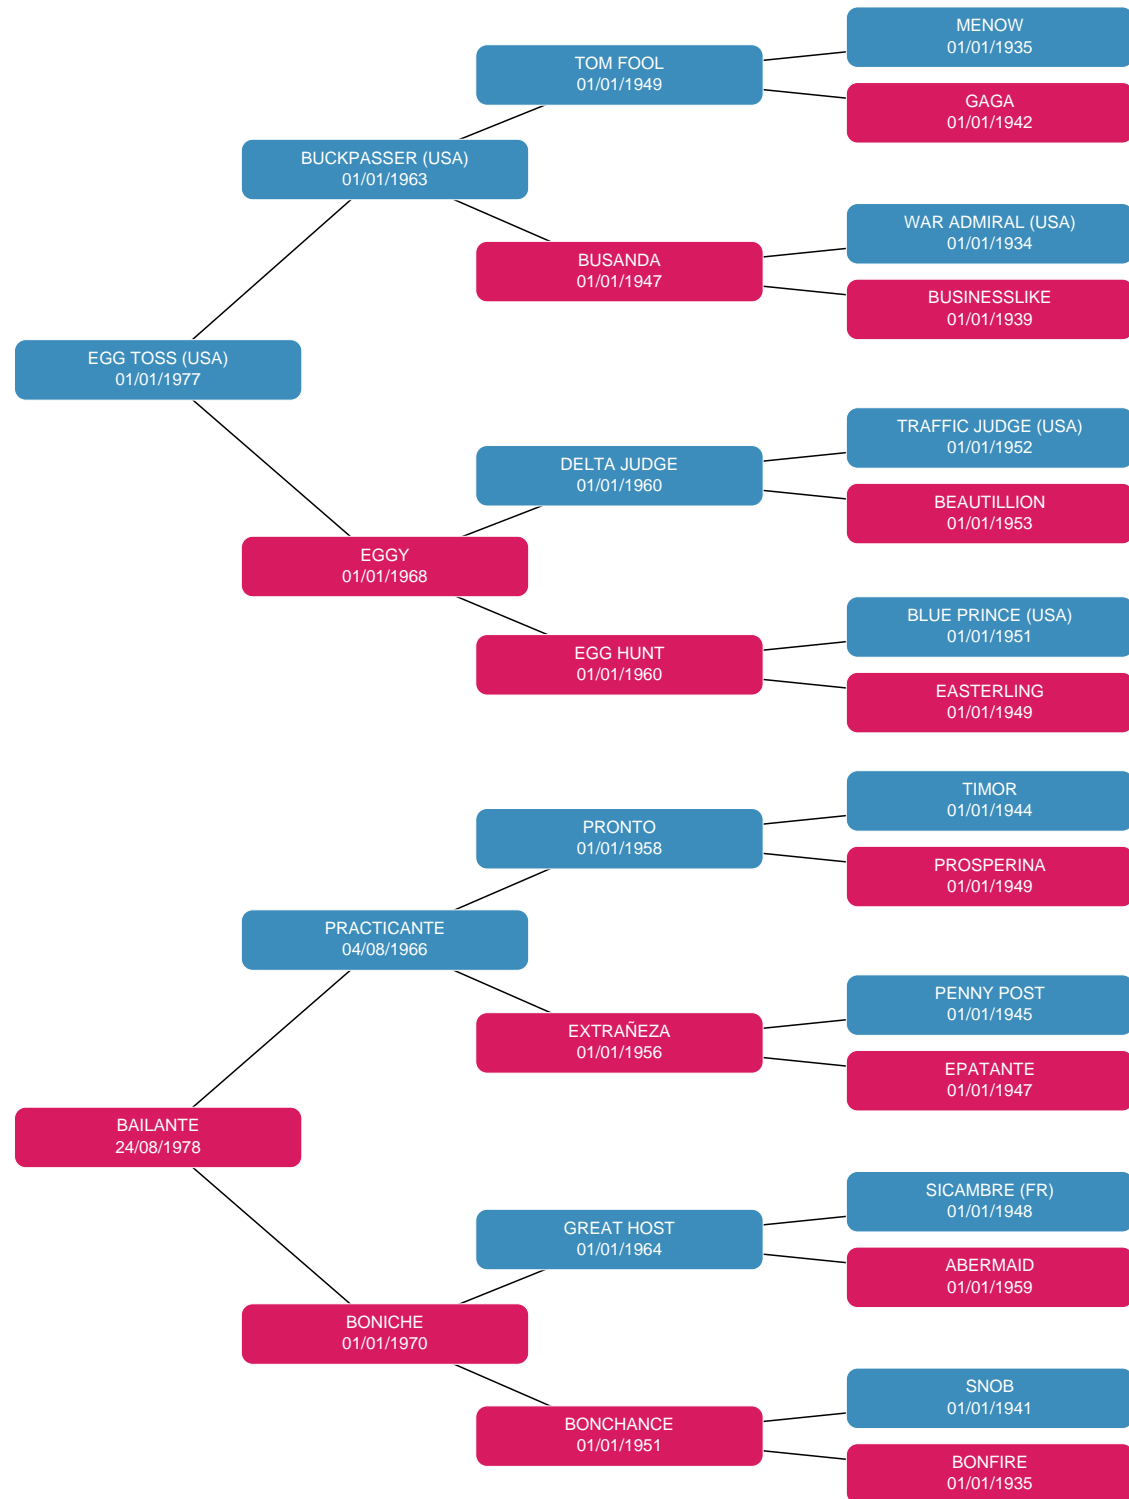 MENOW
01/01/1935
TOM FOOL
01/01/1949
GAGA
01/01/1942
BUCKPASSER (USA)
01/01/1963
WAR ADMIRAL (USA)
01/01/1934
BUSANDA
01/01/1947
BUSINESSLIKE
01/01/1939
EGG TOSS (USA)
01/01/1977
TRAFFIC JUDGE (USA)
01/01/1952
DELTA JUDGE
01/01/1960
BEAUTILLION
01/01/1953
EGGY
01/01/1968
BLUE PRINCE (USA)
01/01/1951
EGG HUNT
01/01/1960
EASTERLING
01/01/1949
TIMOR
01/01/1944
PRONTO
01/01/1958
PROSPERINA
01/01/1949
PRACTICANTE
04/08/1966
PENNY POST
01/01/1945
EXTRAÑEZA
01/01/1956
EPATANTE
01/01/1947
BAILANTE
24/08/1978
SICAMBRE (FR)
01/01/1948
GREAT HOST
01/01/1964
ABERMAID
01/01/1959
BONICHE
01/01/1970
SNOB
01/01/1941
BONCHANCE
01/01/1951
BONFIRE
01/01/1935